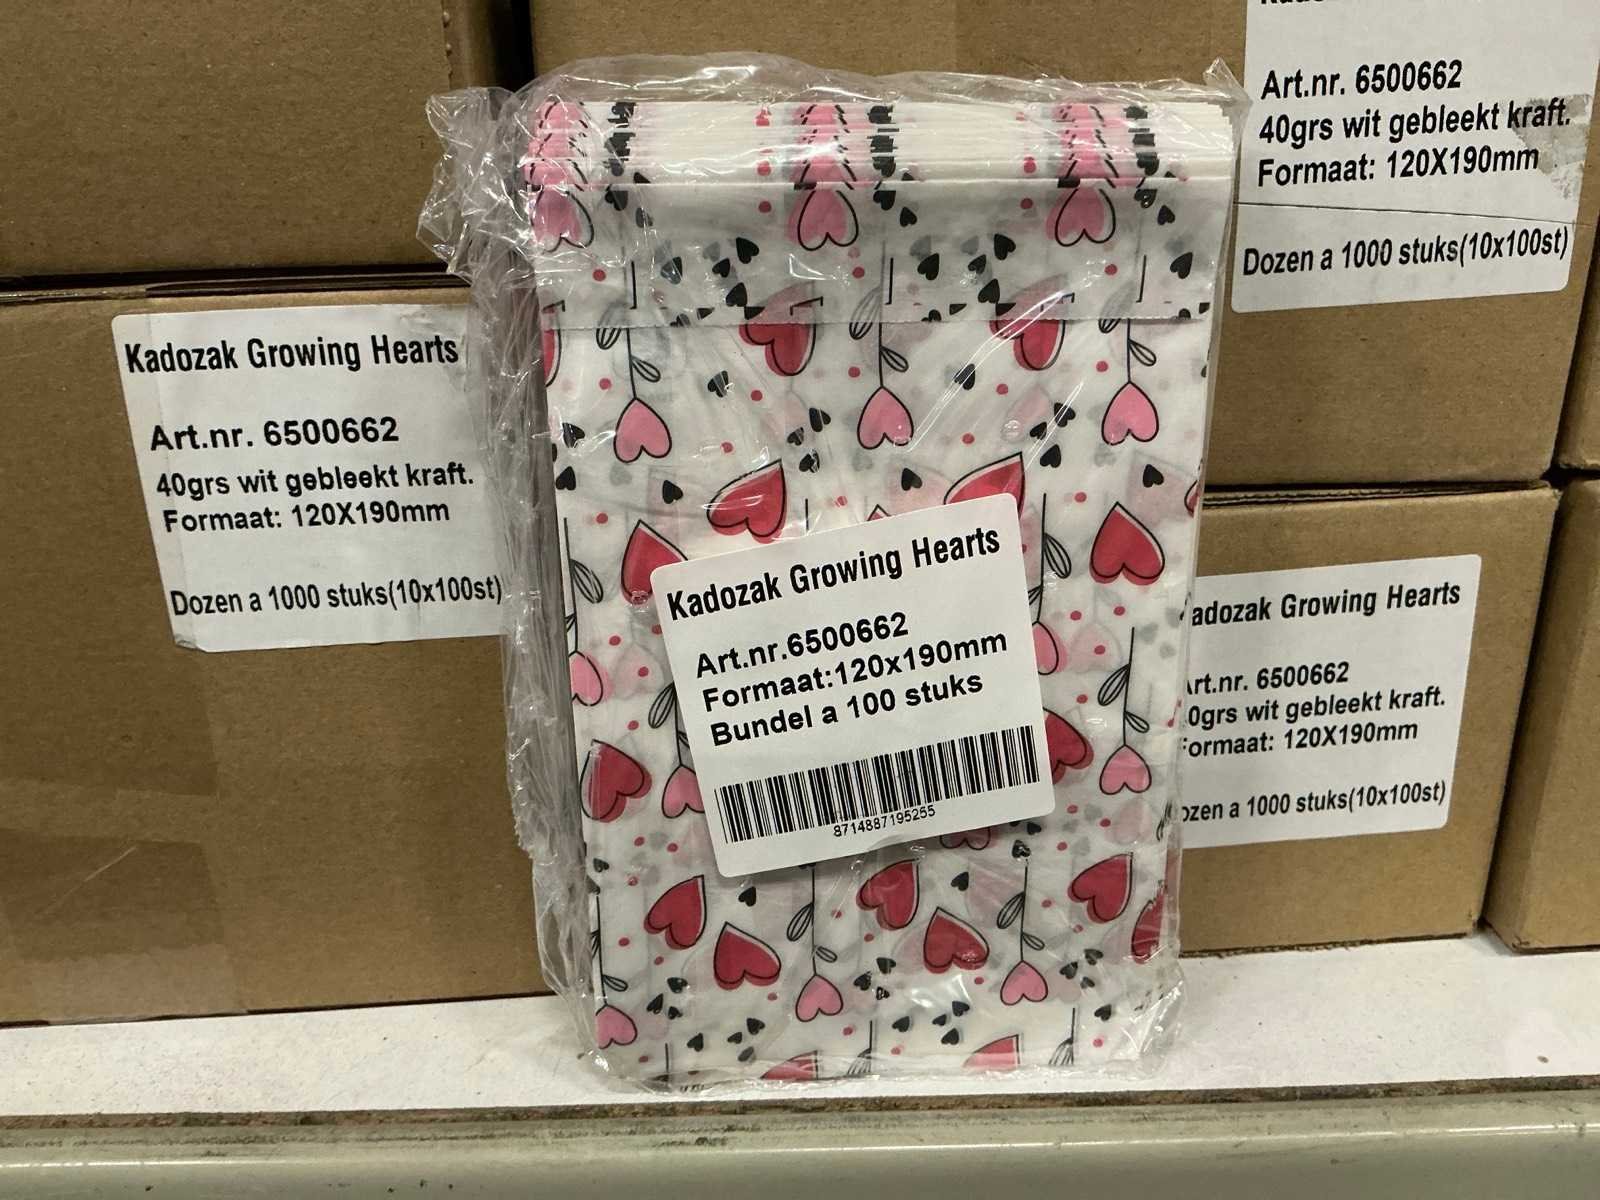 Art.nr. 6500662
40grs wit gebleekt kraft.
Formaat: 120X190mm
Dozen a 1000 stuks(10x100st)
Kadozak Growing Hearts
Art.nr. 6500662
40grs wit gebleekt kraft.
Formaat: 120X190mm
Dozen a 1000 stuks(10x100st)
Kadozak Growing Hearts
Art.nr.6500662
Formaat:120x190mm
Bundel a 100 stuks
8714887195255
adozak Growing Hearts
rt.nr. 6500662
0grs wit gebleekt kraft.
ormaat: 120X190mm
ozen a 1000 stuks(10x100st)